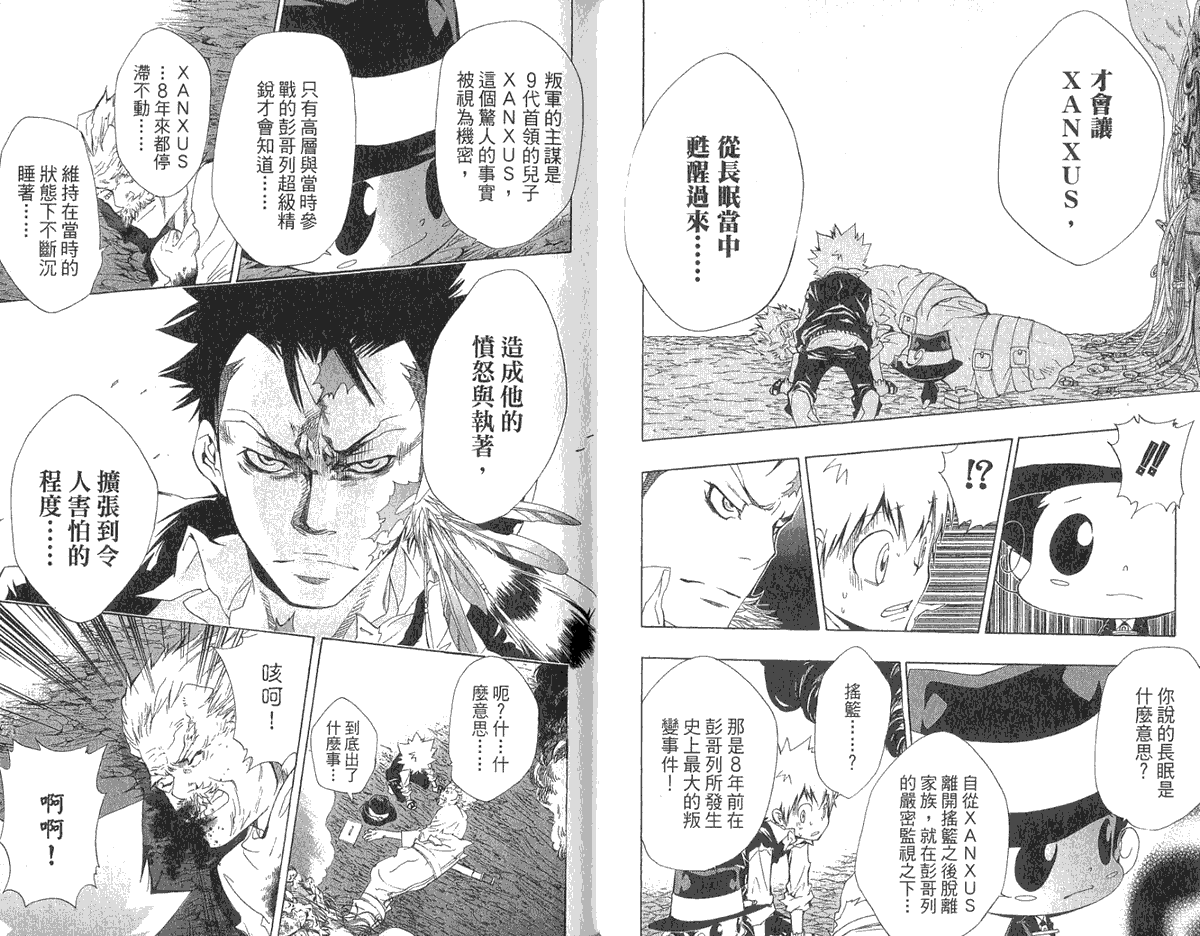 才會讓
XANXUS，
從長眠當中
甦醒過來……
!!
!?
你說的長眠是
什麼意思？
自從XANXUS
離開搖籃之後脫離
家族，就在彭哥列
的嚴密監視之下…
搖籃……？
那是8年前在
彭哥列所發生
史上最大的叛
變事件！
叛軍的主謀是
9代首領的兒子
XANXUS，
這個驚人的事實
被視為機密，
只有高層與當時參
戰的彭哥列超級精
銳才會知道……
XANXUS
…8年來都停
滯不動……
維持在當時的
狀態下不斷沉
睡著……
造成他的
憤怒與執著，
擴張到令
人害怕的
程度……
呃？什…什
麼意思……
到底出了
什麼事…
咳呵！
啊啊！